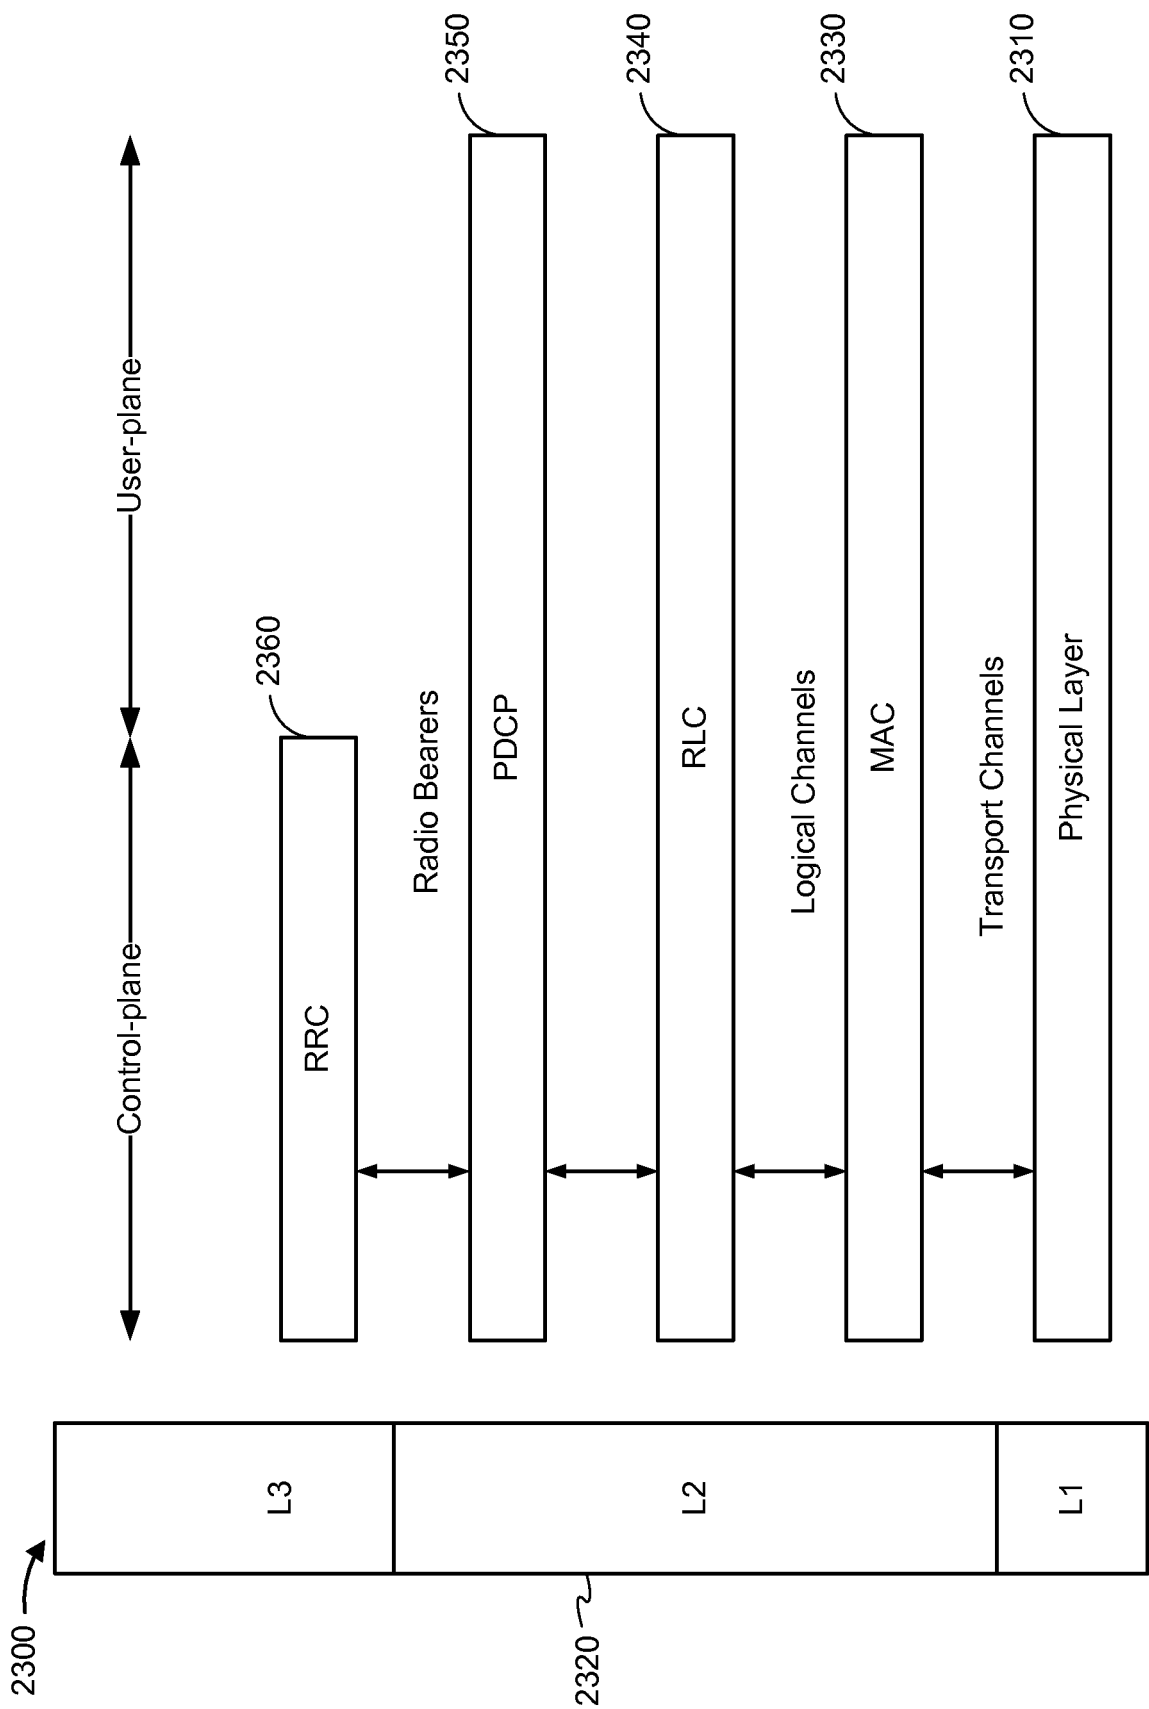 2300
Control-plane
User-plane
L3
RRC
2360
Radio Bearers
2320
L2
PDCP
2350
RLC
2340
Logical Channels
MAC
2330
Transport Channels
L1
Physical Layer
2310